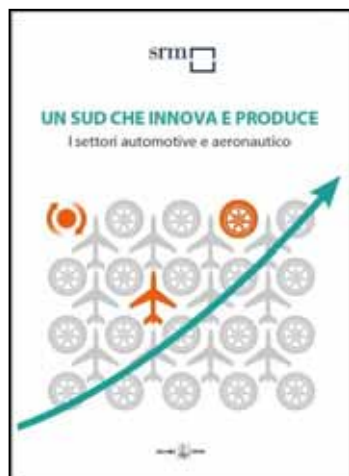 srm
UN SUD CHE INNOVA E PRODUCE
I settori automotive e aeronautico